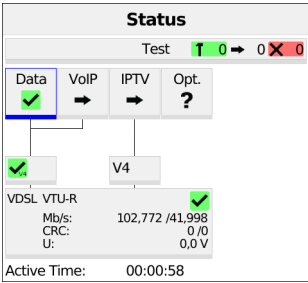 Status
Test 0 0 0
Data VoIP IPTV Opt.
?
V4 V4
VDSL VTU-R
Mb/s: 102,772 /41,998
CRC: 0 /0
U: 0,0 V
Active Time: 00:00:58